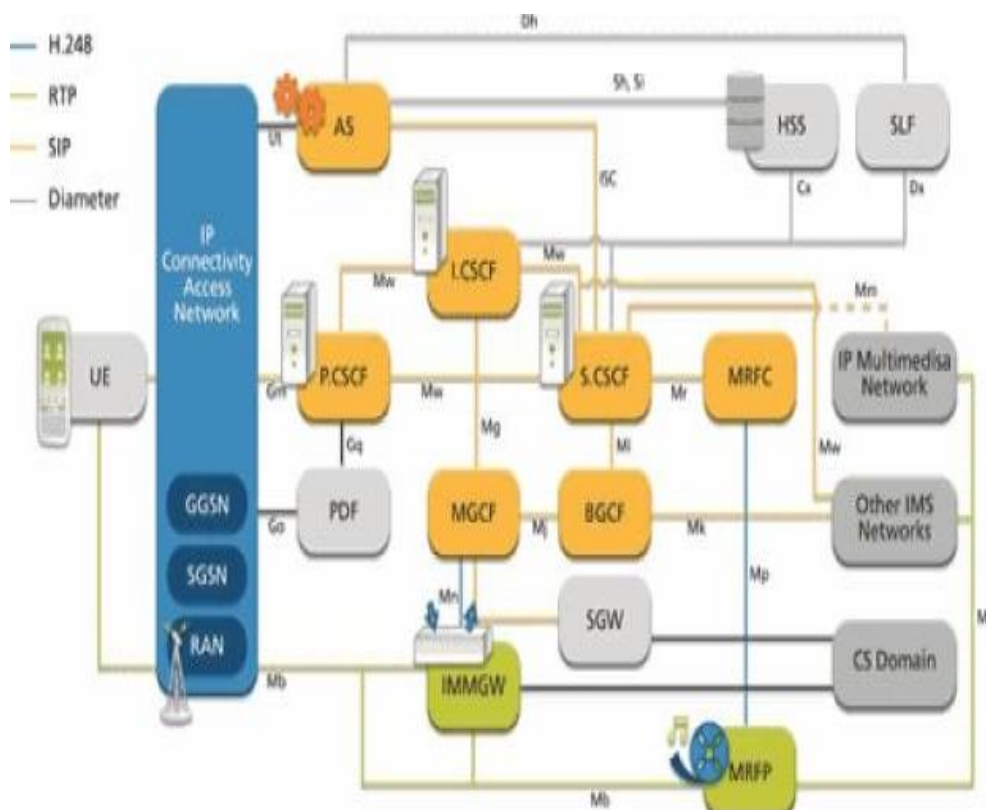 Dh
H.248
RTP
SIP
Diameter
Sh, Si
AS
HSS
SLF
Ut
ISC
Cx
Dx
IP
Connectivity
Access
Network
I.CSCF
Mw
Mw
Mm
UE
Gm
P.CSCF
Mw
S.CSCF
Mr
MRFC
IP Multimedisa
Network
Mg
Mi
Mw
Gq
GGSN
Go
PDF
MGCF
Mj
BGCF
Mk
Other IMS
Networks
SGSN
Mn
Mp
SGW
M
RAN
CS Domain
Mb
IMMGW
MRFP
Mb